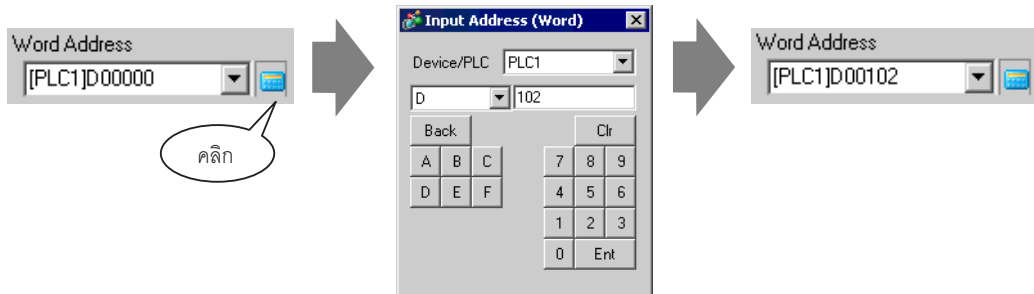 Word Address
[PLC1]D00000
คลิก
Input Address (Word)
Device/PLC PLC1
D 102
Back Clr
A B C 7 8 9
D E F 4 5 6
1 2 3
0 Ent
Word Address
[PLC1]D00102